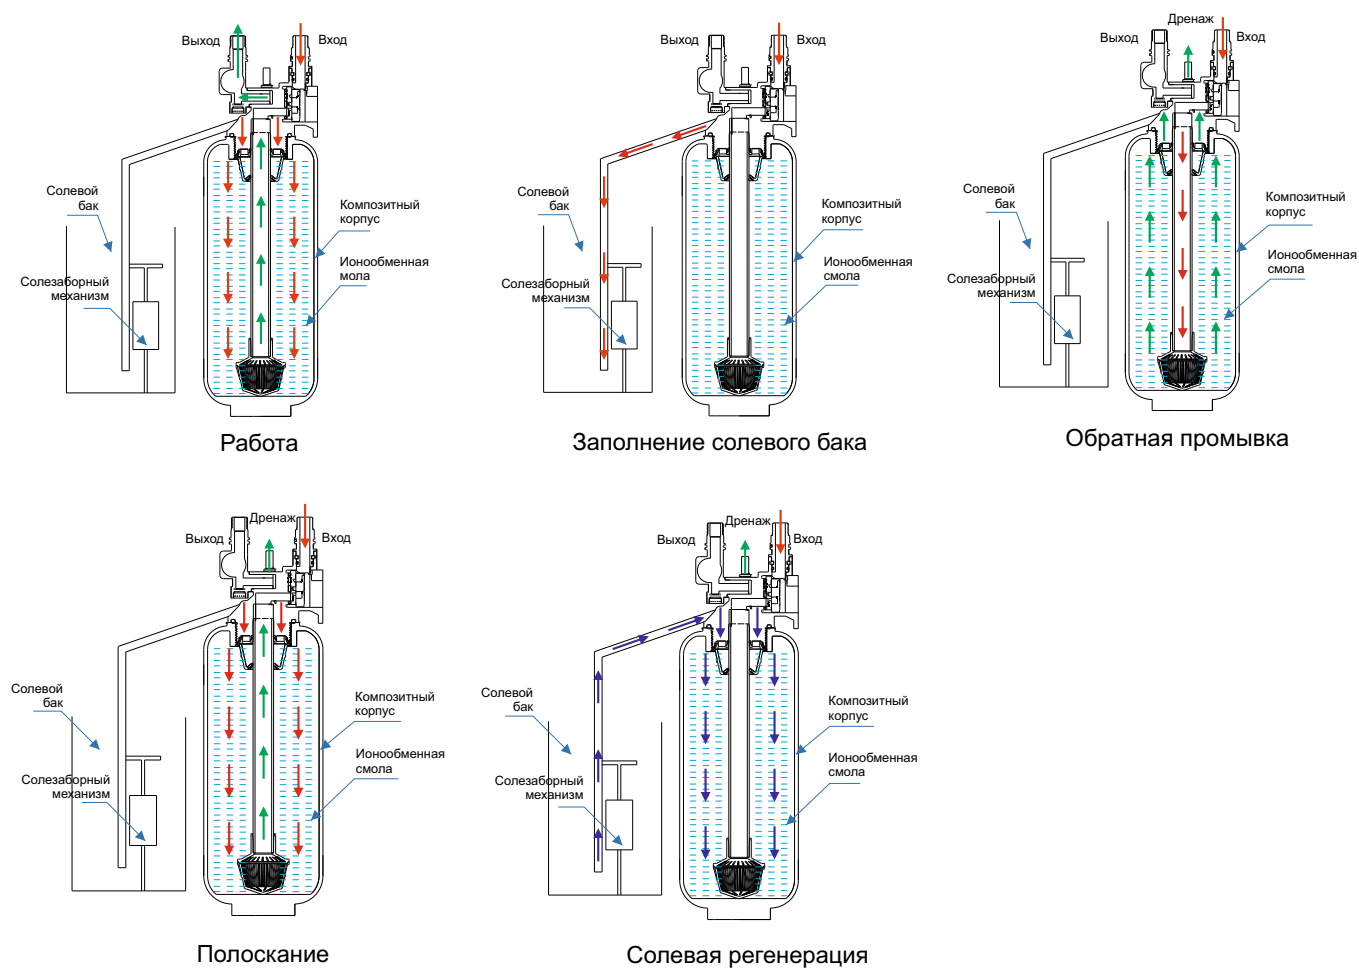 Выход
Вход
Солевой
бак
Композитный
корпус
Ионообменная
мола
Солезаборный
механизм
Работа
Выход
Вход
Солевой
бак
Композитный
корпус
Ионообменная
смола
Солезаборный
механизм
Заполнение солевого бака
Дренаж
Выход
Вход
Солевой
бак
Композитный
корпус
Ионообменная
смола
Солезаборный
механизм
Обратная промывка
Дренаж
Выход
Вход
Солевой
бак
Композитный
корпус
Ионообменная
смола
Солезаборный
механизм
Полоскание
Дренаж
Выход
Вход
Солевой
бак
Композитный
корпус
Ионообменная
смола
Солезаборный
механизм
Солевая регенерация